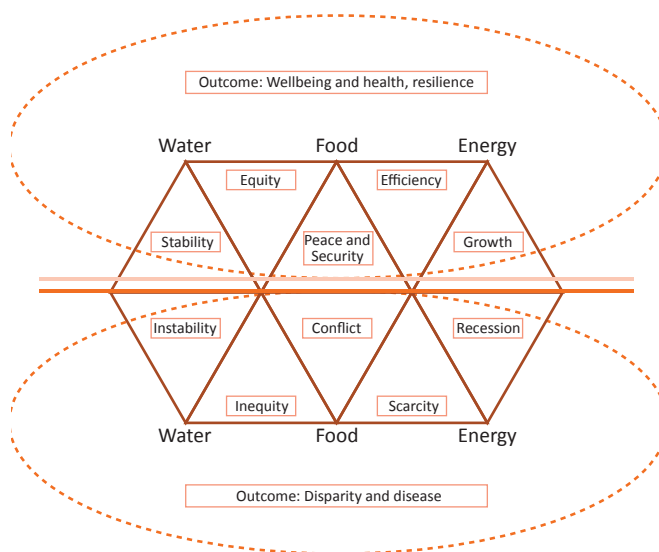 Outcome: Wellbeing and health, resilience
Water Food Energy
Equity Efficiency
Stability Peace and Security Growth
Instability Conflict Recession
Inequity Scarcity
Water Food Energy
Outcome: Disparity and disease